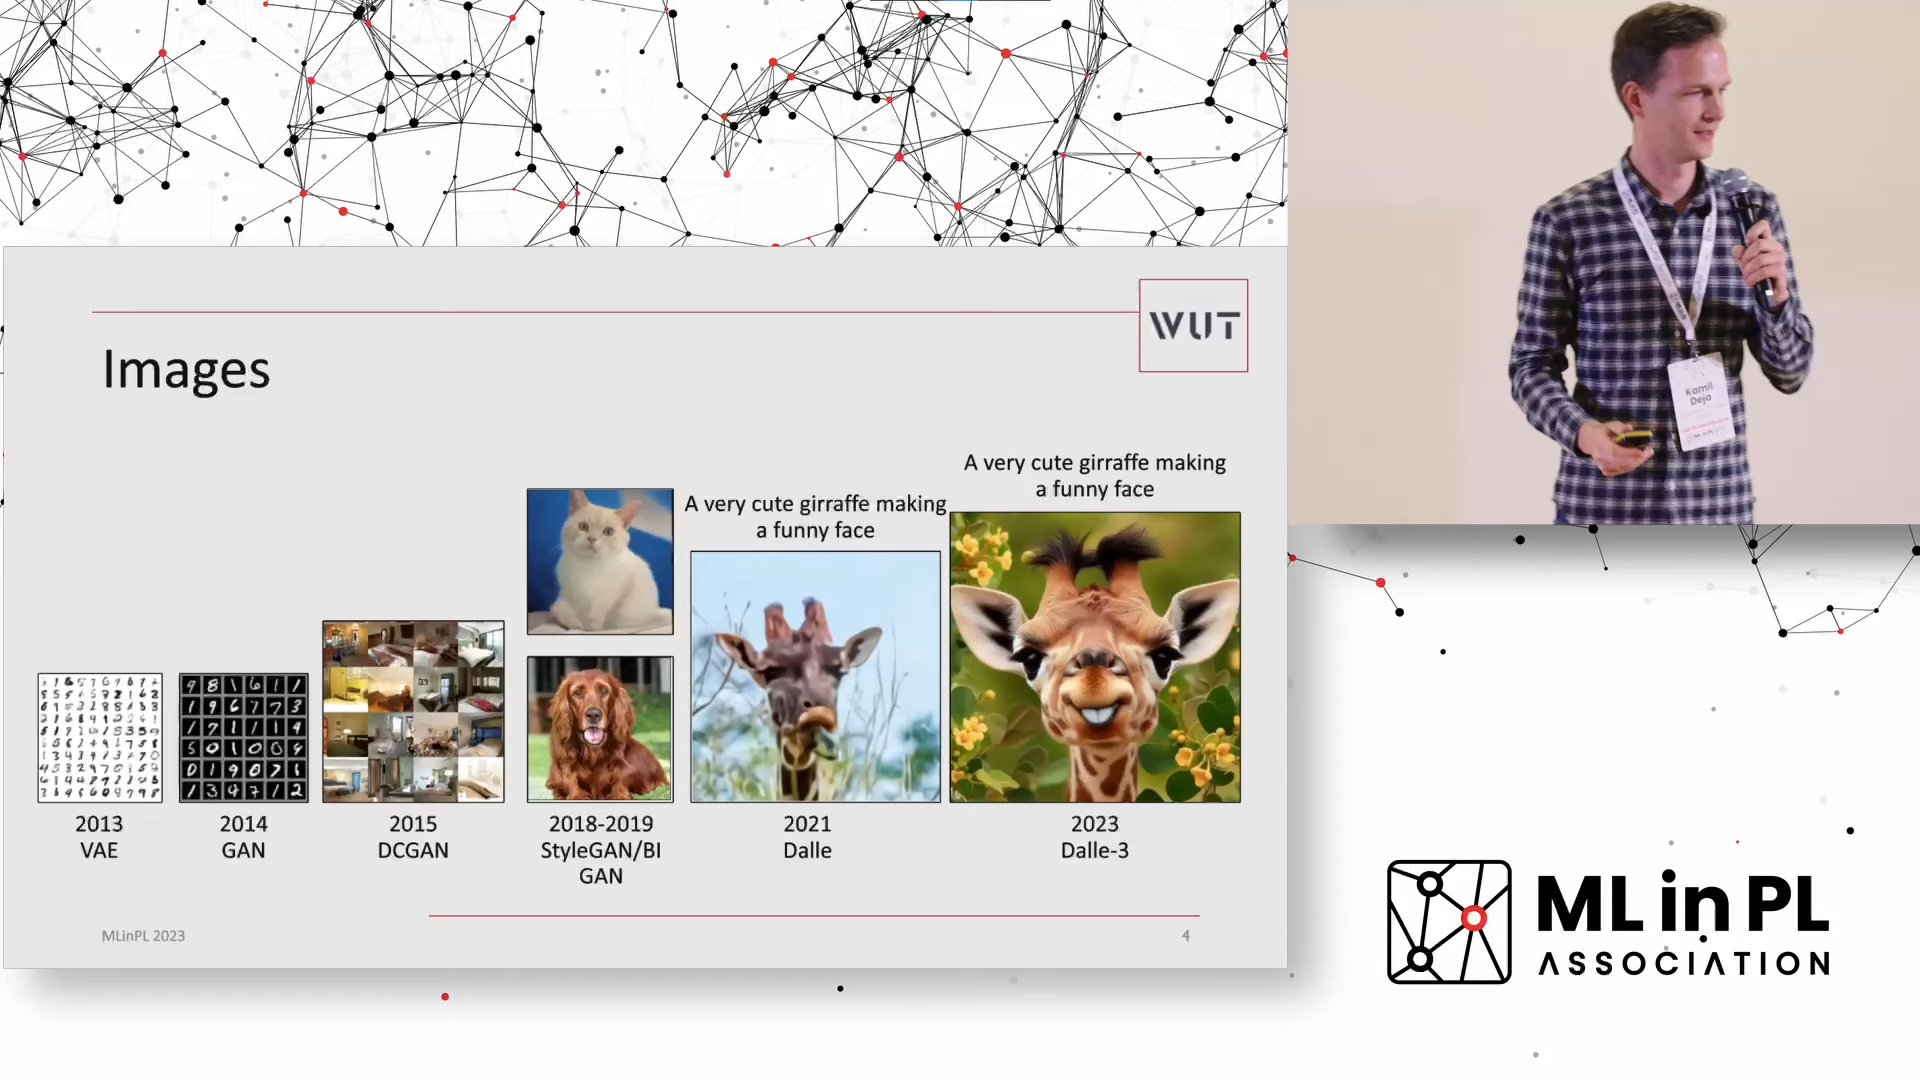 WUT
Images
A very cute girraffe making
a funny face
A very cute girraffe making
a funny face
2013
VAE
2014
GAN
2015
DCGAN
2018-2019
StyleGAN/BI
GAN
2021
Dalle
2023
Dalle-3
MLinPL 2023
4
Kamil
Deja
ML in PL
ASSOCIATION